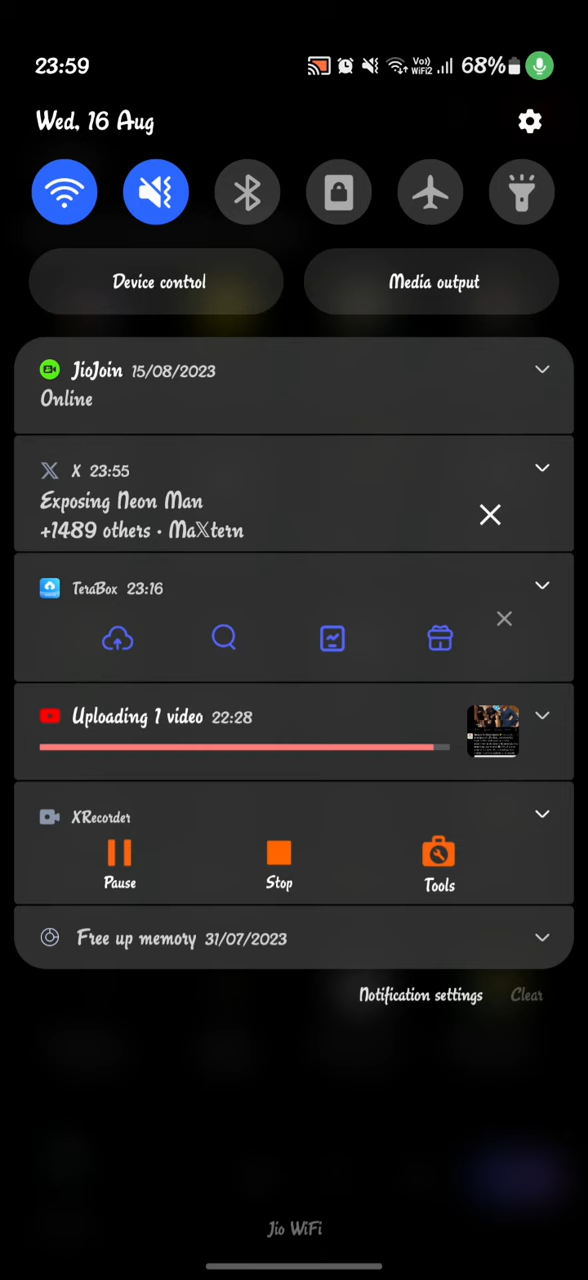 23:59
Vo)) WiFi2 68%
Wed, 16 Aug
Device control Media output
JioJoin 15/08/2023
Online
X 23:55
Exposing Neon Man
+1489 others · Ma𝕏tern
TeraBox 23:16
Uploading 1 video 22:28
XRecorder
Pause Stop Tools
Free up memory 31/07/2023
Notification settings Clear
Jio WiFi